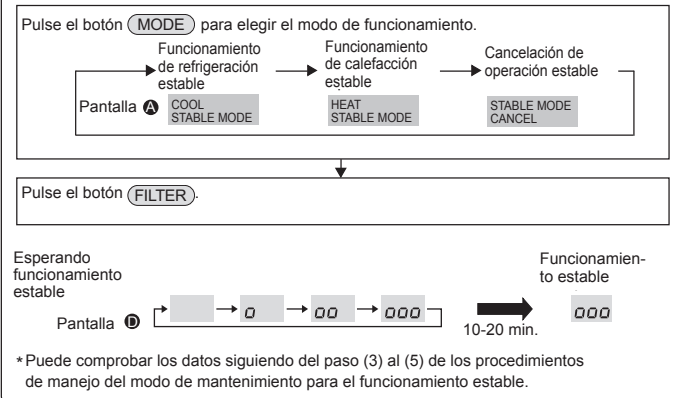 Pulse el botón MODE para elegir el modo de funcionamiento.
Funcionamiento
de refrigeración
estable
Funcionamiento
de calefacción
estable
Cancelación de
operación estable
Pantalla A
COOL
STABLE MODE
HEAT
STABLE MODE
STABLE MODE
CANCEL
Pulse el botón FILTER.
Esperando
funcionamiento
estable
Funcionamien-
to estable
Pantalla D
o
oo
ooo
10-20 min.
ooo
*Puede comprobar los datos siguiendo del paso (3) al (5) de los procedimientos
de manejo del modo de mantenimiento para el funcionamiento estable.